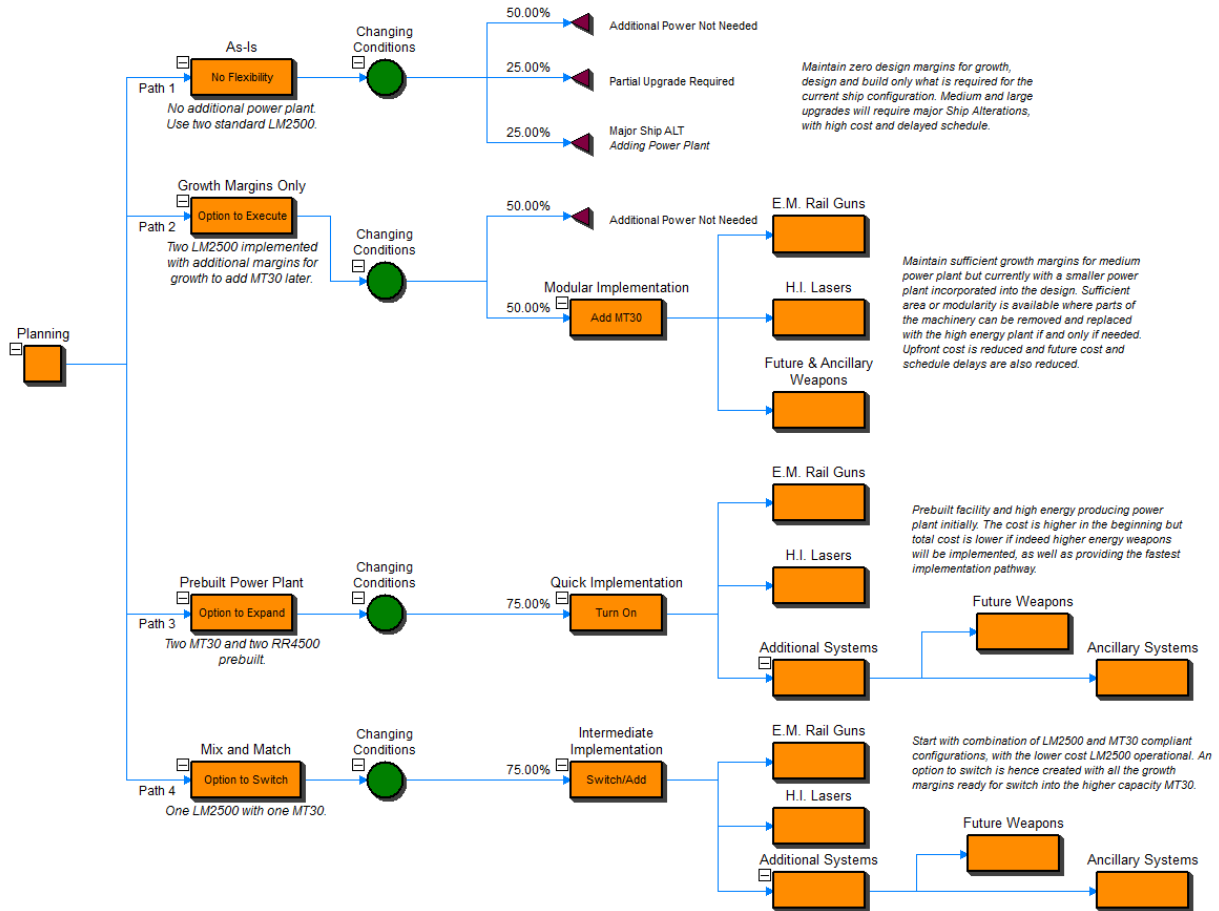 Planning
Path 1
As-Is
No Flexibility
No additional power plant.
Use two standard LM2500.
Changing
Conditions
50.00%
Additional Power Not Needed
25.00%
Partial Upgrade Required
25.00%
Major Ship ALT
Adding Power Plant
Maintain zero design margins for growth,
design and build only what is required for the
current ship configuration. Medium and large
upgrades will require major Ship Alterations,
with high cost and delayed schedule.
Path 2
Growth Margins Only
Option to Execute
Two LM2500 implemented
with additional margins for
growth to add MT30 later.
Changing
Conditions
50.00%
Additional Power Not Needed
50.00%
Modular Implementation
Add MT30
E.M. Rail Guns
H.I. Lasers
Future & Ancillary
Weapons
Maintain sufficient growth margins for medium
power plant but currently with a smaller power
plant incorporated into the design. Sufficient
area or modularity is available where parts of
the machinery can be removed and replaced
with the high energy plant if and only if needed.
Upfront cost is reduced and future cost and
schedule delays are also reduced.
Path 3
Prebuilt Power Plant
Option to Expand
Two MT30 and two RR4500
prebuilt.
Changing
Conditions
75.00%
Quick Implementation
Turn On
E.M. Rail Guns
H.I. Lasers
Additional Systems
Future Weapons
Ancillary Systems
Prebuilt facility and high energy producing power
plant initially. The cost is higher in the beginning but
total cost is lower if indeed higher energy weapons
will be implemented, as well as providing the fastest
implementation pathway.
Path 4
Mix and Match
Option to Switch
One LM2500 with one MT30.
Changing
Conditions
75.00%
Intermediate
Implementation
Switch/Add
E.M. Rail Guns
H.I. Lasers
Additional Systems
Future Weapons
Ancillary Systems
Start with combination of LM2500 and MT30 compliant
configurations, with the lower cost LM2500 operational. An
option to switch is hence created with all the growth
margins ready for switch into the higher capacity MT30.